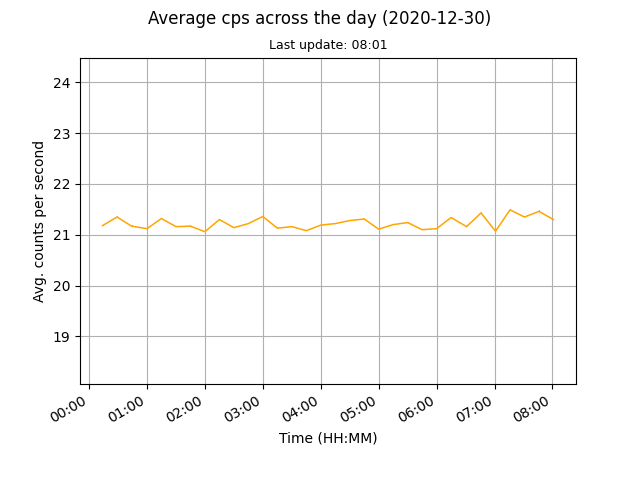 Average cps across the day (2020-12-30)
Last update: 08:01
24
23
22
21
20
19
Avg. counts per second
00:00 01:00 02:00 03:00 04:00 05:00 06:00 07:00 08:00
Time (HH:MM)